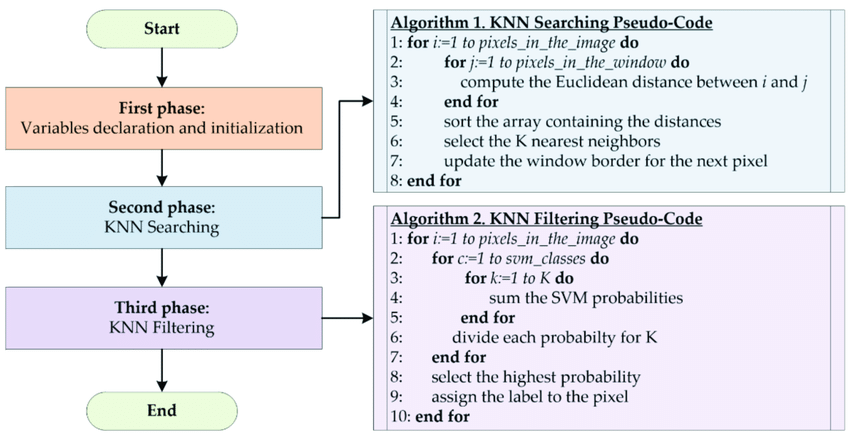 Start
First phase:
Variables declaration and initialization
Second phase:
KNN Searching
Third phase:
KNN Filtering
End
Algorithm 1. KNN Searching Pseudo-Code
1: for i:=1 to pixels_in_the_image do
2: for j:=1 to pixels_in_the_window do
3: compute the Euclidean distance between i and j
4: end for
5: sort the array containing the distances
6: select the K nearest neighbors
7: update the window border for the next pixel
8: end for
Algorithm 2. KNN Filtering Pseudo-Code
1: for i:=1 to pixels_in_the_image do
2: for c:=1 to svm_classes do
3: for k:=1 to K do
4: sum the SVM probabilities
5: end for
6: divide each probabilty for K
7: end for
8: select the highest probability
9: assign the label to the pixel
10: end for